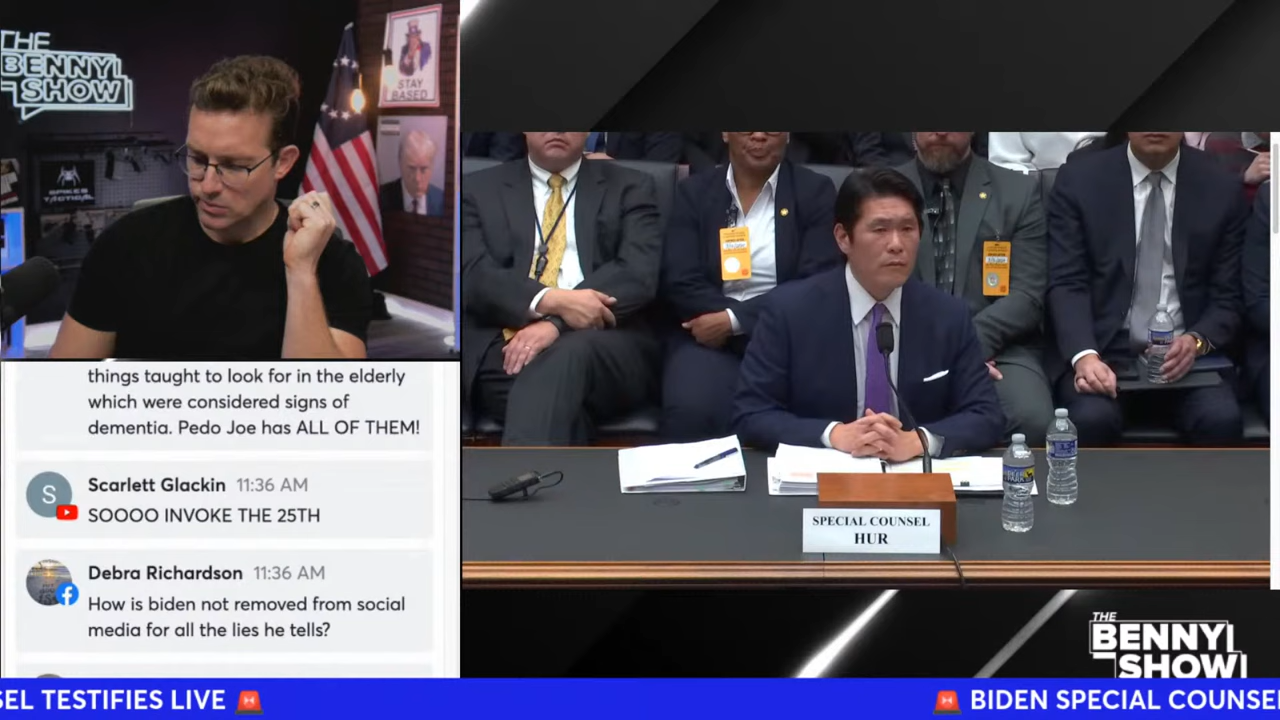 THE
BENNY
SHOW
STAY
BASED
SPIKES
TACTICAL
things taught to look for in the elderly
which were considered signs of
dementia. Pedo Joe has ALL OF THEM!
S
Scarlett Glackin 11:36 AM
SOOOO INVOKE THE 25TH
Debra Richardson 11:36 AM
How is biden not removed from social
media for all the lies he tells?
SPECIAL COUNSEL
HUR
THE
BENNY
SHOW
SEL TESTIFIES LIVE 🚨 🚨 BIDEN SPECIAL COUNSE